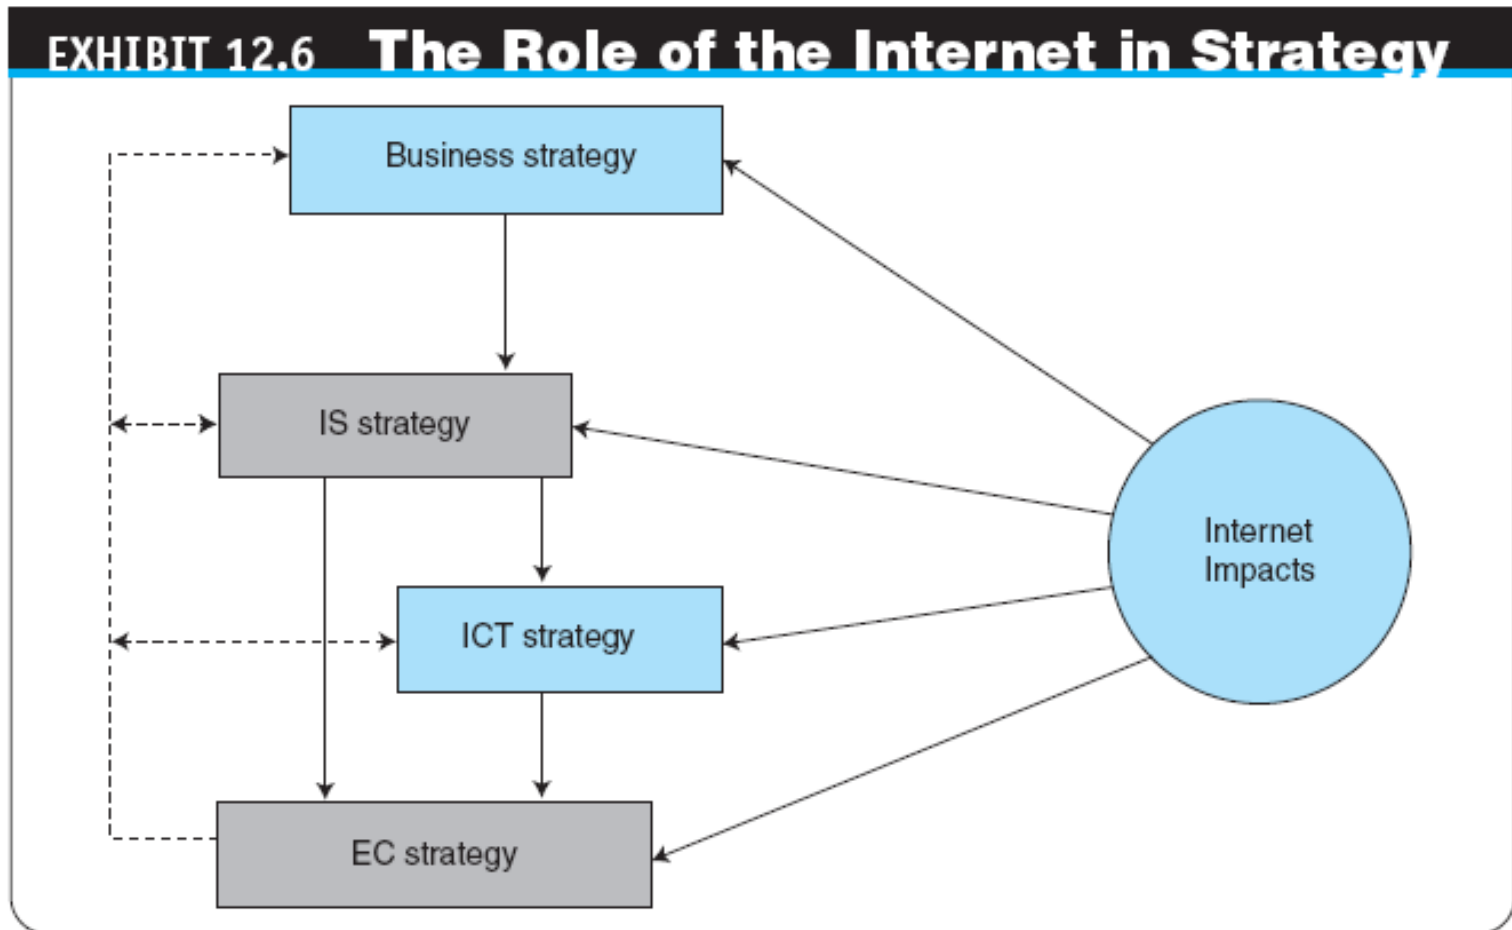 EXHIBIT 12.6 The Role of the Internet in Strategy
Business strategy
IS strategy
Internet
Impacts
ICT strategy
EC strategy